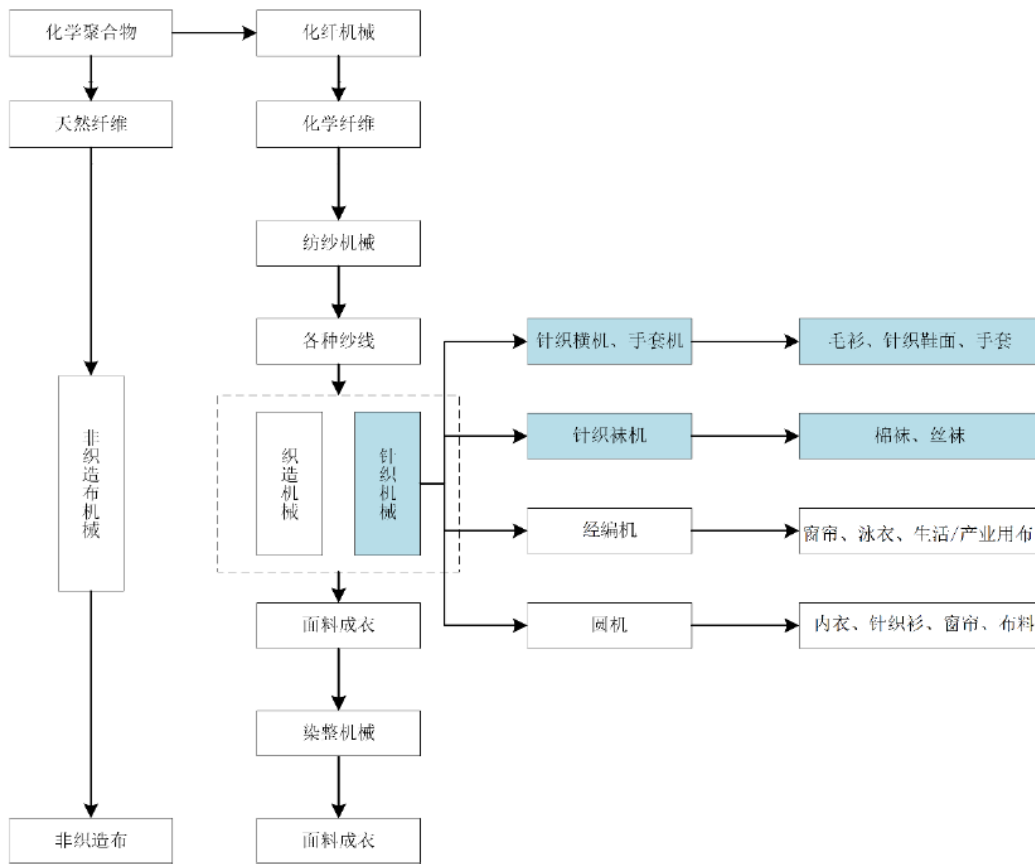 化学聚合物
化纤机械
天然纤维
化学纤维
纺纱机械
各种纱线
针织横机、手套机
毛衫、针织鞋面、手套
非织造布机械
织造机械
针织机械
针织袜机
棉袜、丝袜
经编机
窗帘、泳衣、生活/产业用布
面料成衣
圆机
内衣、针织衫、窗帘、布料
染整机械
非织造布
面料成衣